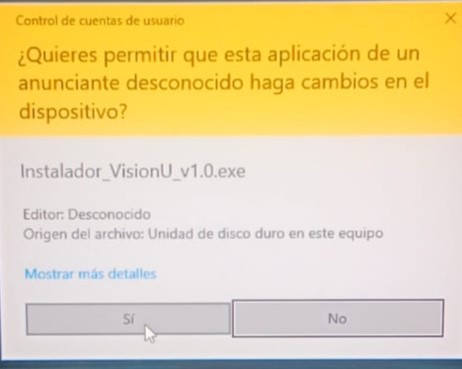 Control de cuentas de usuario
¿Quieres permitir que esta aplicación de un
anunciante desconocido haga cambios en el
dispositivo?
Instalador_VisionU_v1.0.exe
Editor: Desconocido
Origen del archivo: Unidad de disco duro en este equipo
Mostrar más detalles
Sí
No